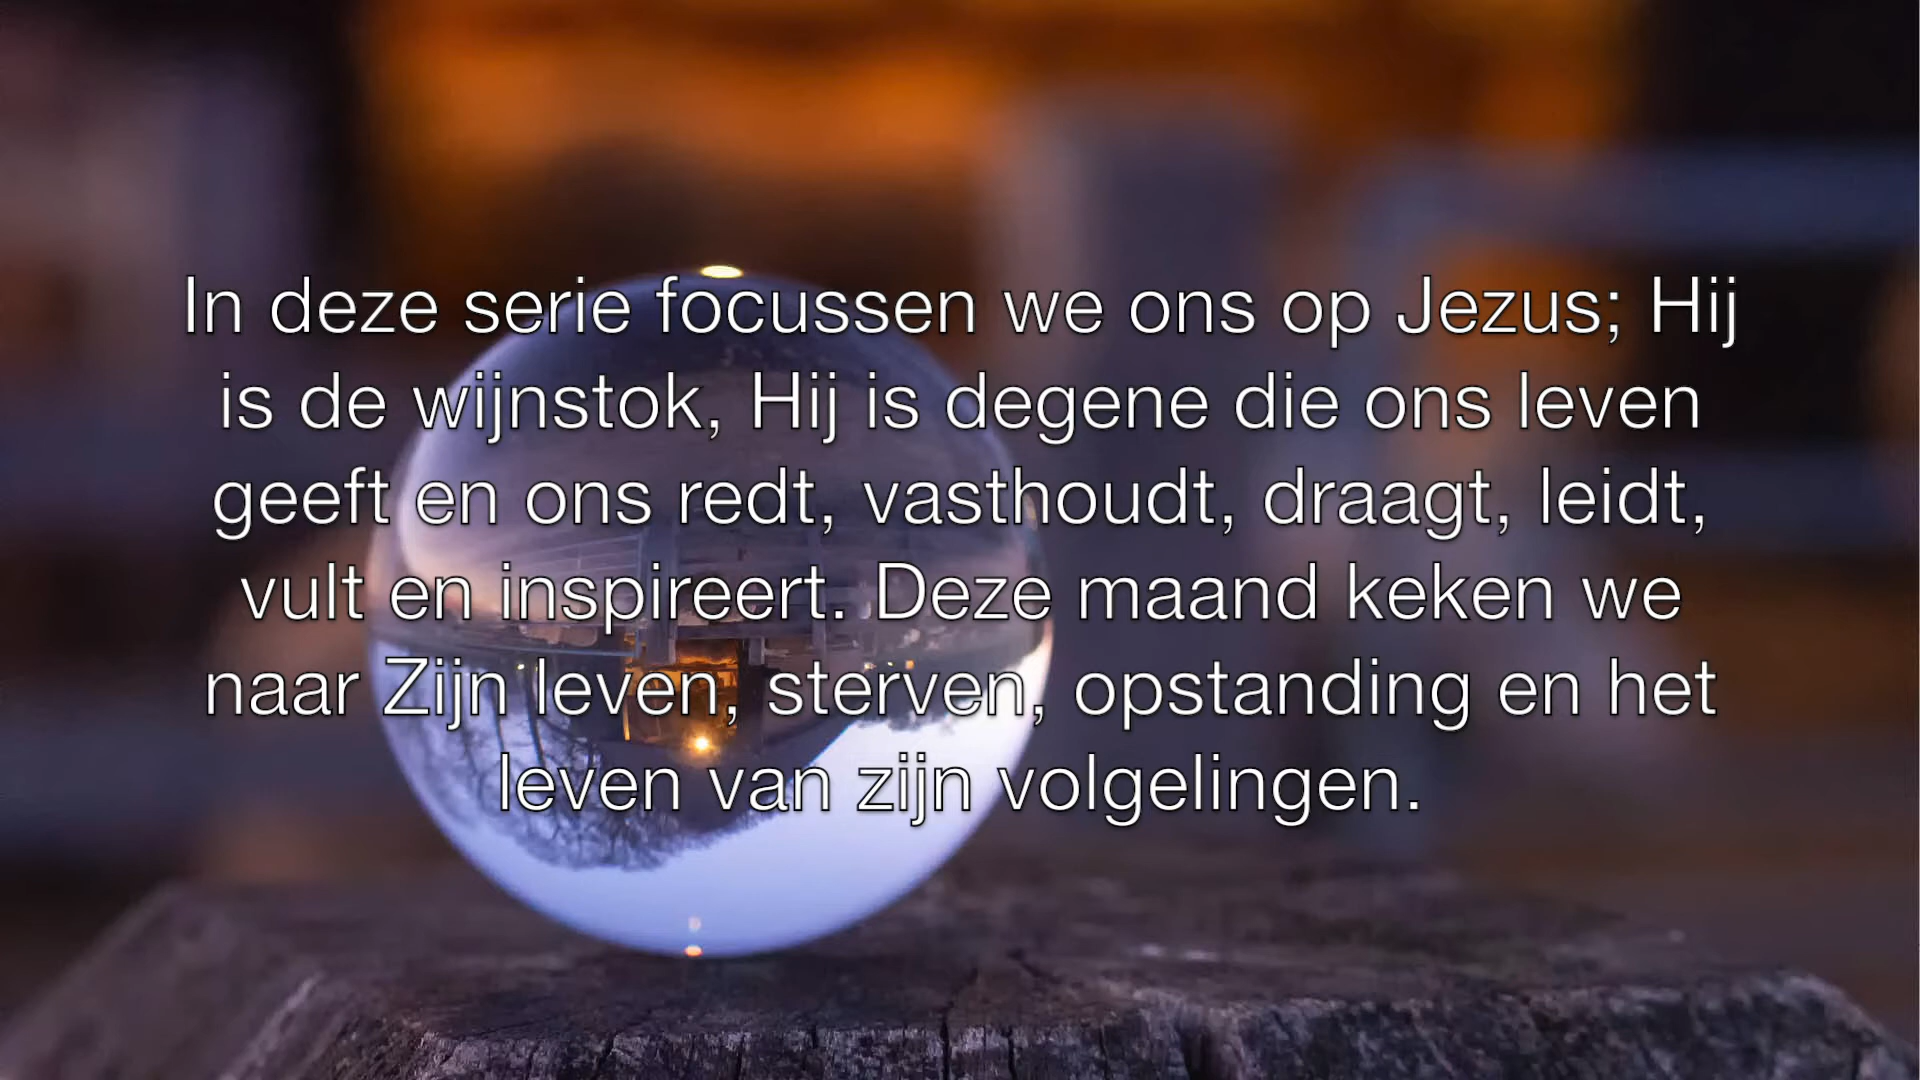 In deze serie focussen we ons op Jezus; Hij
is de wijnstok, Hij is degene die ons leven
geeft en ons redt, vasthoudt, draagt, leidt,
vult en inspireert. Deze maand keken we
naar Zijn leven, sterven, opstanding en het
leven van zijn volgelingen.